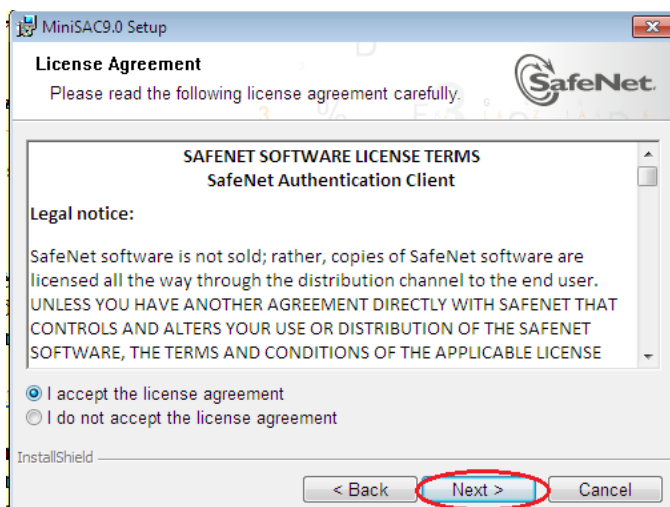 MiniSAC9.0 Setup
License Agreement
Please read the following license agreement carefully.
SafeNet.
SAFENET SOFTWARE LICENSE TERMS
SafeNet Authentication Client
Legal notice:
SafeNet software is not sold; rather, copies of SafeNet software are
licensed all the way through the distribution channel to the end user.
UNLESS YOU HAVE ANOTHER AGREEMENT DIRECTLY WITH SAFENET THAT
CONTROLS AND ALTERS YOUR USE OR DISTRIBUTION OF THE SAFENET
SOFTWARE, THE TERMS AND CONDITIONS OF THE APPLICABLE LICENSE
I accept the license agreement
I do not accept the license agreement
InstallShield
< Back Next > Cancel